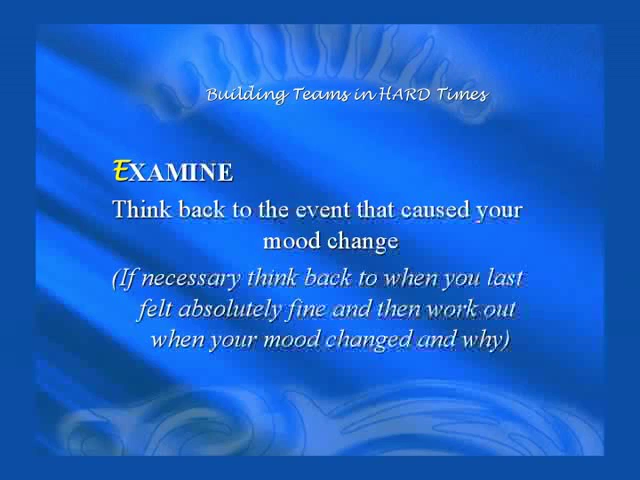 Building Teams in HARD Times
EXAMINE
Think back to the event that caused your
mood change
(If necessary think back to when you last
felt absolutely fine and then work out
when your mood changed and why)